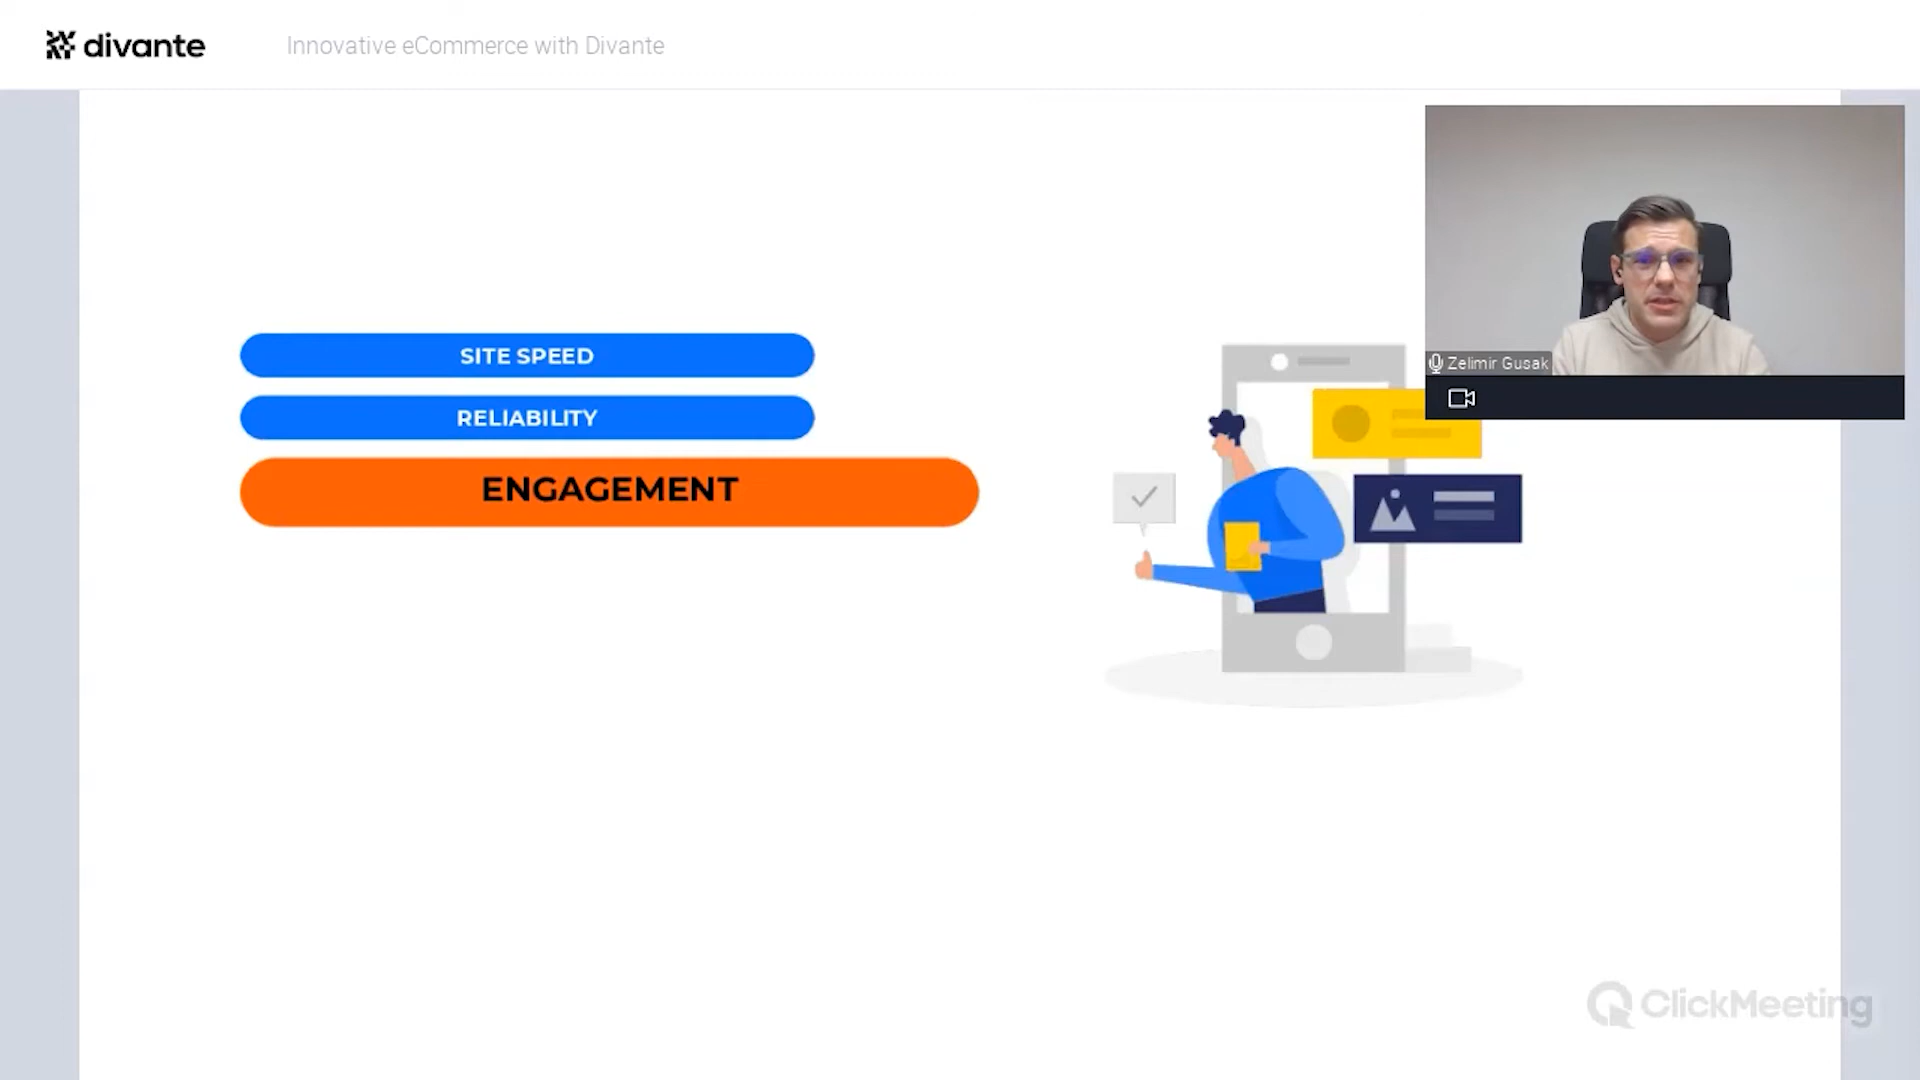 divante
Innovative eCommerce with Divante
SITE SPEED
RELIABILITY
ENGAGEMENT
Zelimir Gusak
ClickMeeting